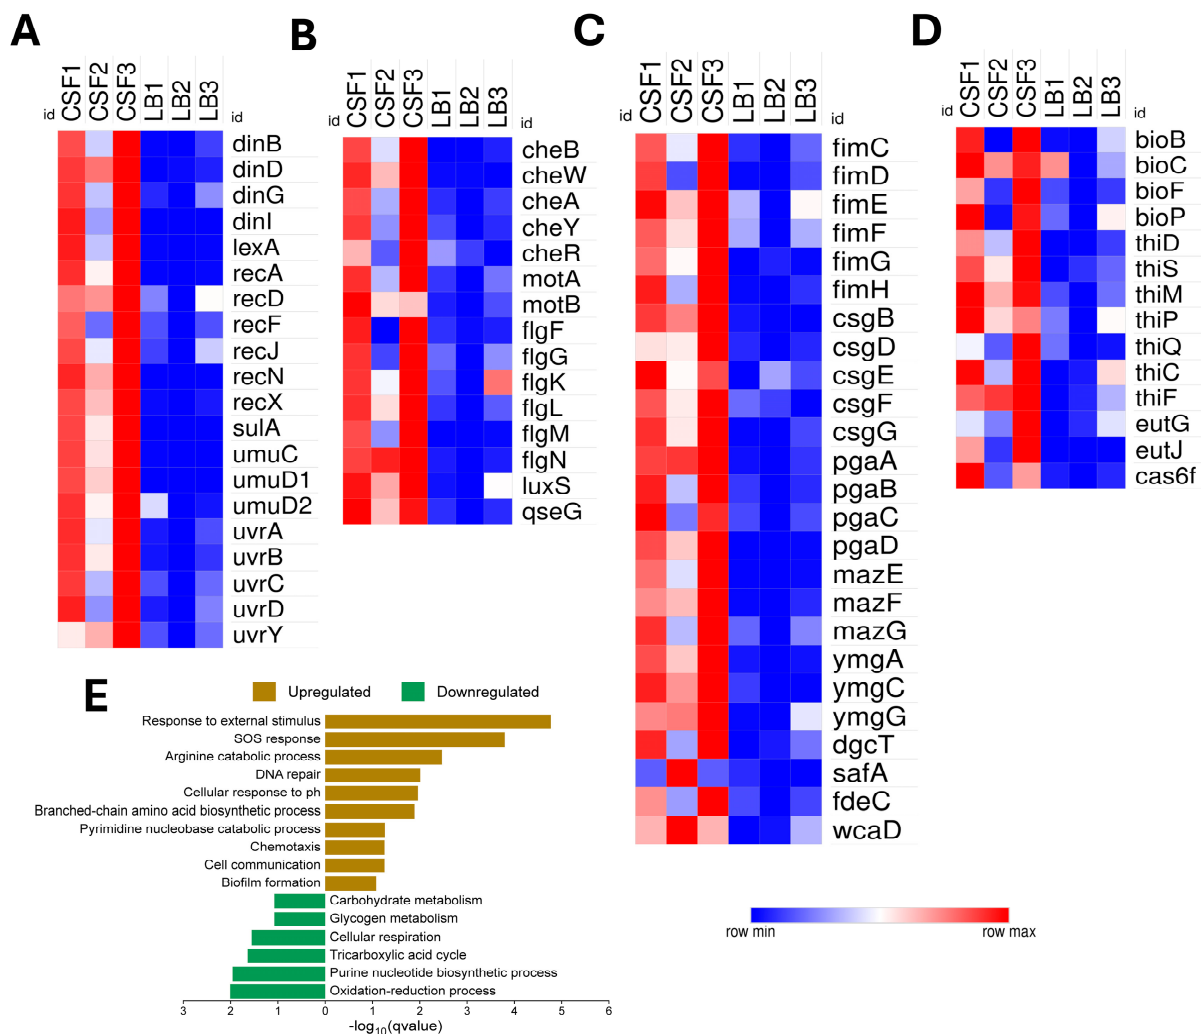 A
id CSF1 CSF2 CSF3 LB1 LB2 LB3 id
dinB
dinD
dinG
dinI
lexA
recA
recD
recF
recJ
recN
recX
sulA
umuC
umuD1
umuD2
uvrA
uvrB
uvrC
uvrD
uvrY
B
id CSF1 CSF2 CSF3 LB1 LB2 LB3 id
cheB
cheW
cheA
cheY
cheR
motA
motB
flgF
flgG
flgK
flgL
flgM
flgN
luxS
qseG
C
id CSF1 CSF2 CSF3 LB1 LB2 LB3 id
fimC
fimD
fimE
fimF
fimG
fimH
csgB
csgD
csgE
csgF
csgG
pgaA
pgaB
pgaC
pgaD
mazE
mazF
mazG
ymgA
ymgC
ymgG
dgcT
safA
fdeC
wcaD
D
id CSF1 CSF2 CSF3 LB1 LB2 LB3 id
bioB
bioC
bioF
bioP
thiD
thiS
thiM
thiP
thiQ
thiC
thiF
eutG
eutJ
cas6f
row min row max
E
Upregulated Downregulated
Response to external stimulus
SOS response
Arginine catabolic process
DNA repair
Cellular response to ph
Branched-chain amino acid biosynthetic process
Pyrimidine nucleobase catabolic process
Chemotaxis
Cell communication
Biofilm formation
Carbohydrate metabolism
Glycogen metabolism
Cellular respiration
Tricarboxylic acid cycle
Purine nucleotide biosynthetic process
Oxidation-reduction process
3 2 1 0 1 2 3 4 5 6
-log10(qvalue)